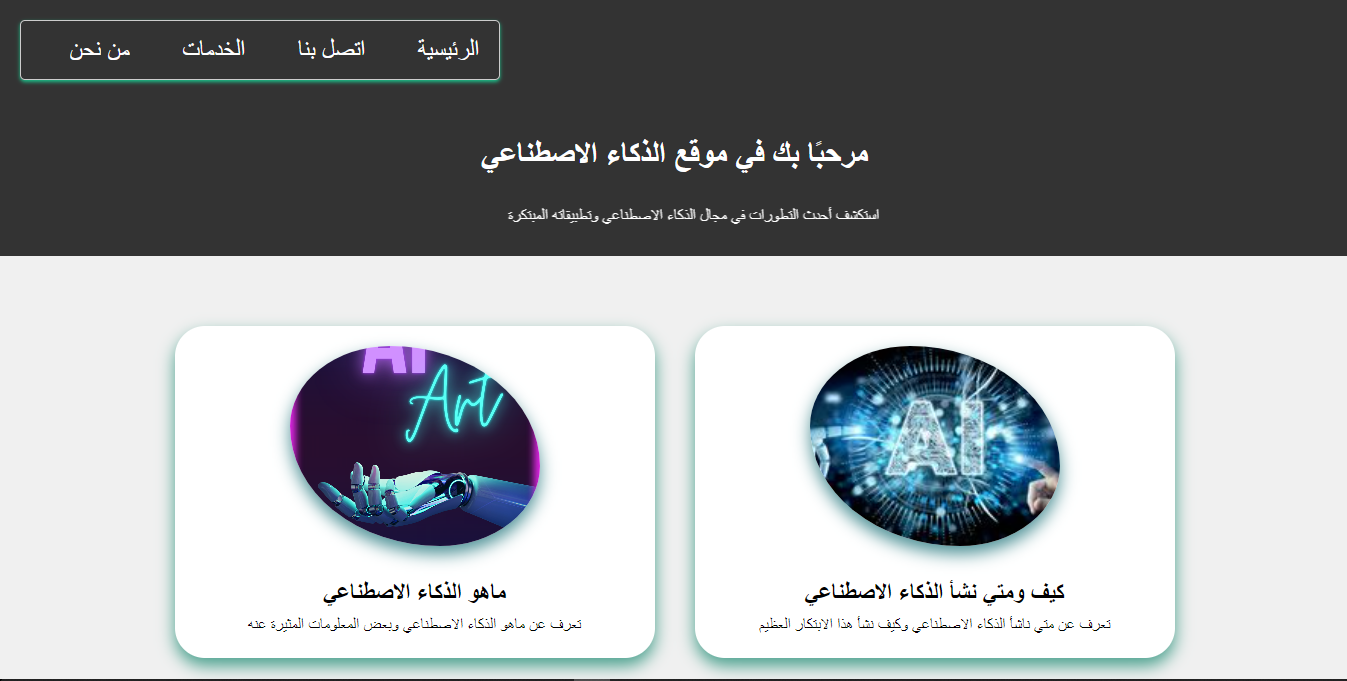 الرئيسية
اتصل بنا
الخدمات
من نحن
مرحبًا بك في موقع الذكاء الاصطناعي
استكشف أحدث التطورات في مجال الذكاء الاصطناعي وتطبيقاته المبتكرة
AI
كيف ومتي نشأ الذكاء الاصطناعي
تعرف عن متي ناشأ الذكاء الاصطناعي وكيف نشأ هذا الابتكار العظيم
AI
Art
ماهو الذكاء الاصطناعي
تعرف عن ماهو الذكاء الاصطناعي وبعض المعلومات المثيرة عنه